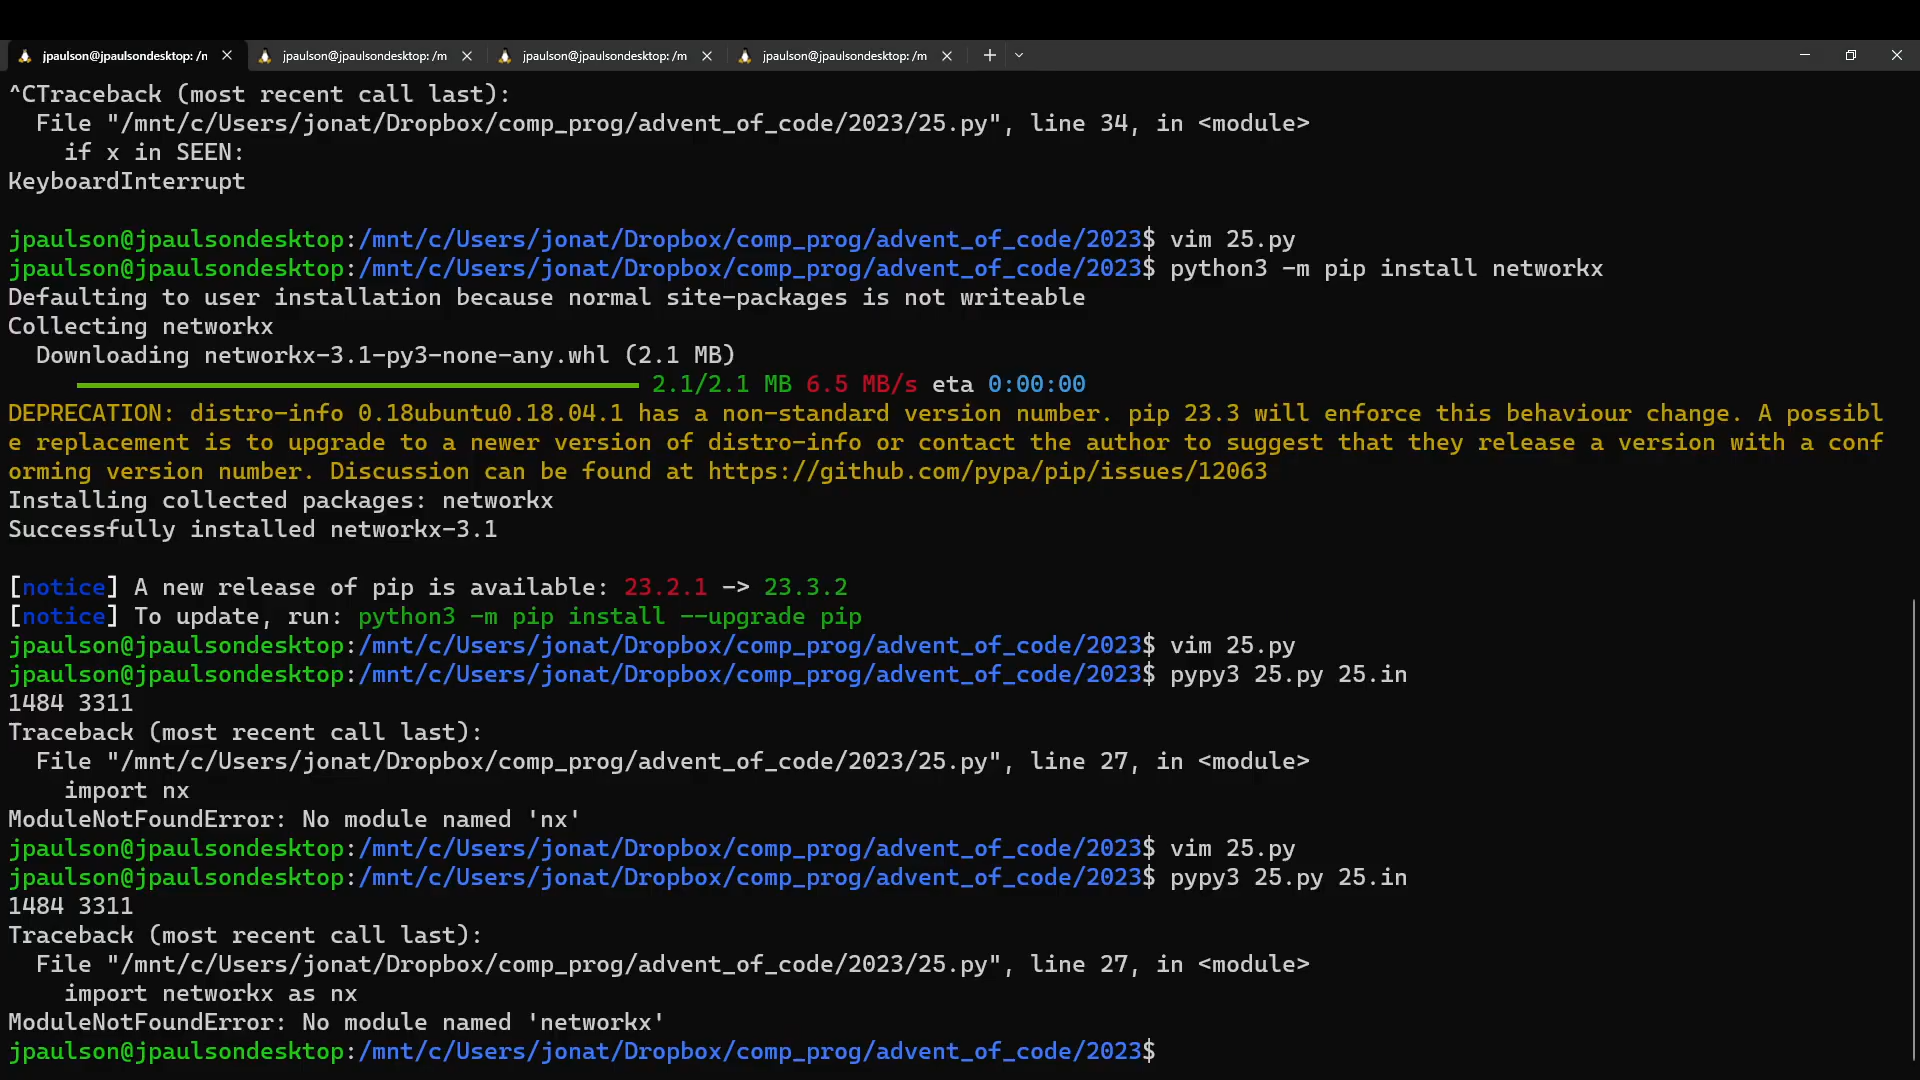 jpaulson@jpaulsondesktop: /n
jpaulson@jpaulsondesktop: /m
jpaulson@jpaulsondesktop: /m
jpaulson@jpaulsondesktop: /m
^CTraceback (most recent call last):
  File "/mnt/c/Users/jonat/Dropbox/comp_prog/advent_of_code/2023/25.py", line 34, in <module>
    if x in SEEN:
KeyboardInterrupt
jpaulson@jpaulsondesktop:/mnt/c/Users/jonat/Dropbox/comp_prog/advent_of_code/2023$ vim 25.py
jpaulson@jpaulsondesktop:/mnt/c/Users/jonat/Dropbox/comp_prog/advent_of_code/2023$ python3 -m pip install networkx
Defaulting to user installation because normal site-packages is not writeable
Collecting networkx
  Downloading networkx-3.1-py3-none-any.whl (2.1 MB)
2.1/2.1 MB 6.5 MB/s eta 0:00:00
DEPRECATION: distro-info 0.18ubuntu0.18.04.1 has a non-standard version number. pip 23.3 will enforce this behaviour change. A possibl
e replacement is to upgrade to a newer version of distro-info or contact the author to suggest that they release a version with a conf
orming version number. Discussion can be found at https://github.com/pypa/pip/issues/12063
Installing collected packages: networkx
Successfully installed networkx-3.1
[notice] A new release of pip is available: 23.2.1 -> 23.3.2
[notice] To update, run: python3 -m pip install --upgrade pip
jpaulson@jpaulsondesktop:/mnt/c/Users/jonat/Dropbox/comp_prog/advent_of_code/2023$ vim 25.py
jpaulson@jpaulsondesktop:/mnt/c/Users/jonat/Dropbox/comp_prog/advent_of_code/2023$ pypy3 25.py 25.in
1484 3311
Traceback (most recent call last):
  File "/mnt/c/Users/jonat/Dropbox/comp_prog/advent_of_code/2023/25.py", line 27, in <module>
    import nx
ModuleNotFoundError: No module named 'nx'
jpaulson@jpaulsondesktop:/mnt/c/Users/jonat/Dropbox/comp_prog/advent_of_code/2023$ vim 25.py
jpaulson@jpaulsondesktop:/mnt/c/Users/jonat/Dropbox/comp_prog/advent_of_code/2023$ pypy3 25.py 25.in
1484 3311
Traceback (most recent call last):
  File "/mnt/c/Users/jonat/Dropbox/comp_prog/advent_of_code/2023/25.py", line 27, in <module>
    import networkx as nx
ModuleNotFoundError: No module named 'networkx'
jpaulson@jpaulsondesktop:/mnt/c/Users/jonat/Dropbox/comp_prog/advent_of_code/2023$